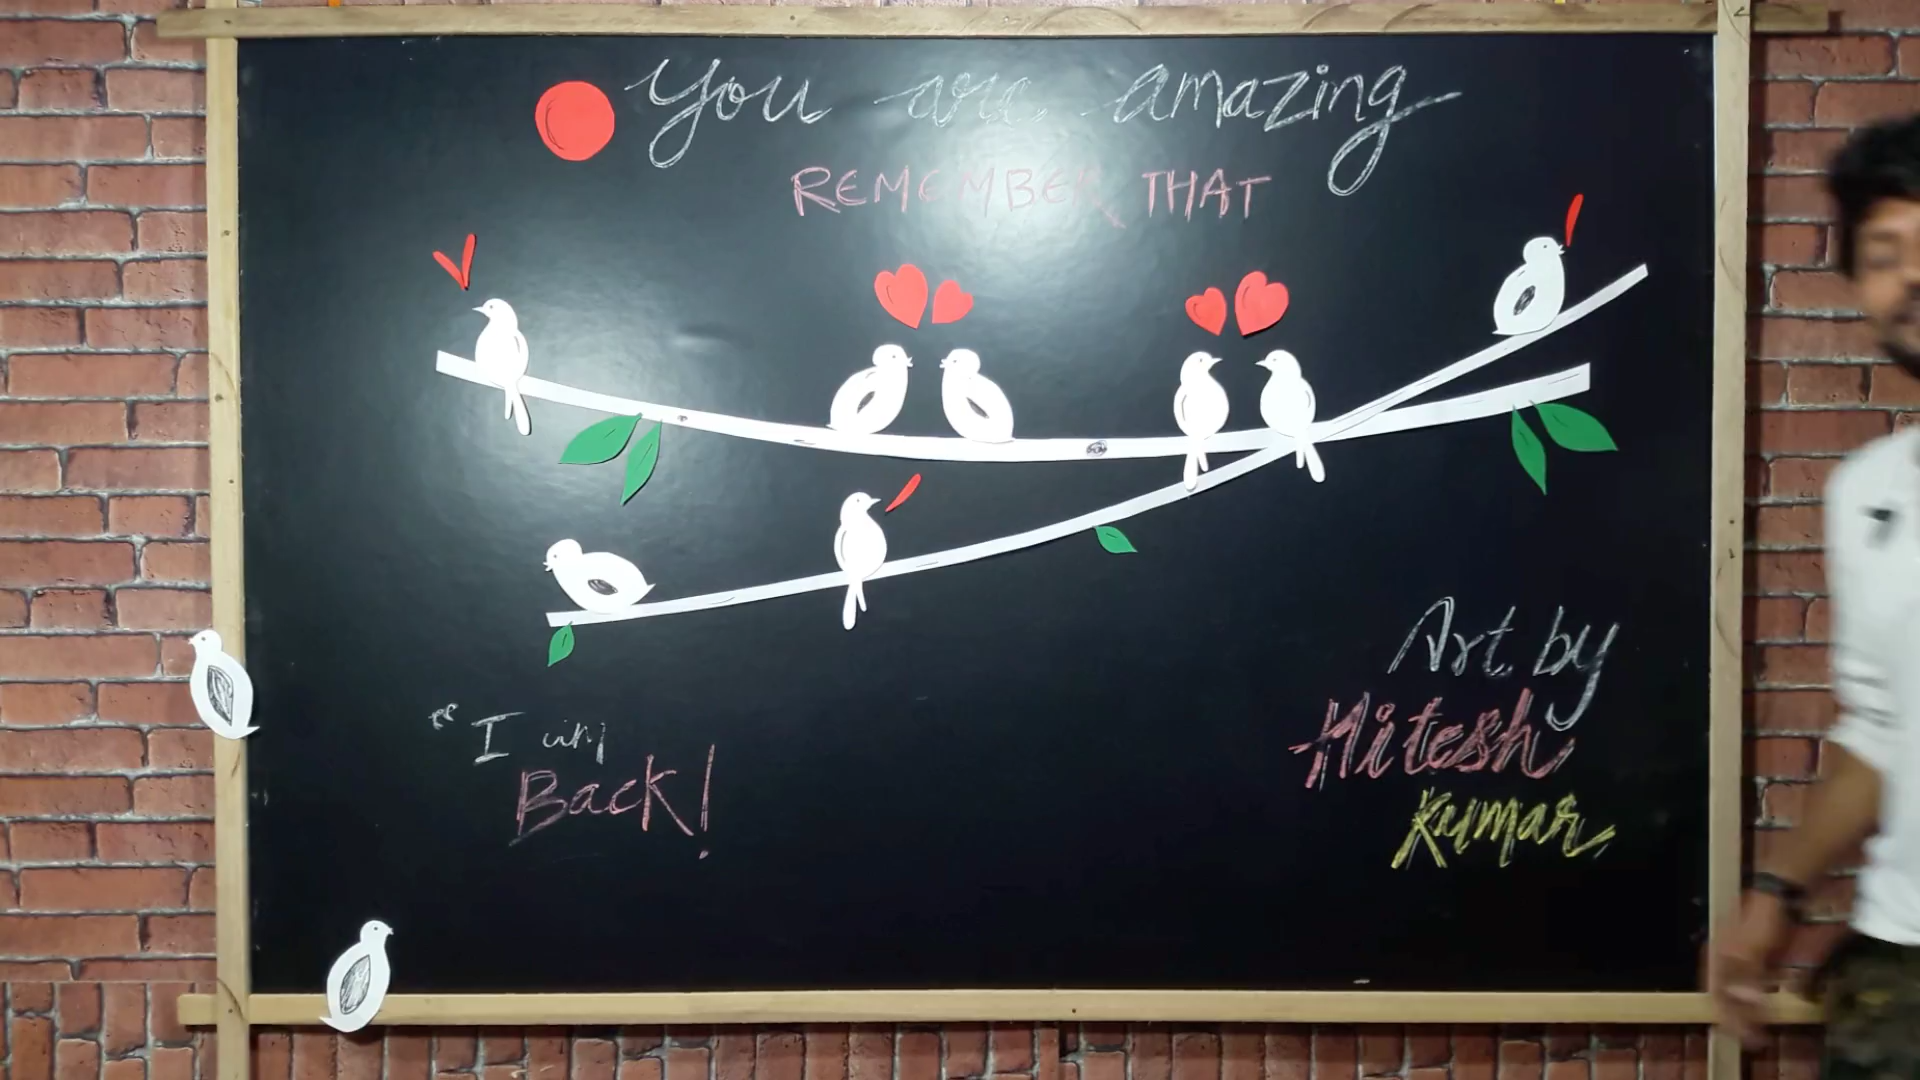 You are amazing
REMEMBER THAT
"I am
Back!
Art by
Hitesh
Kumar